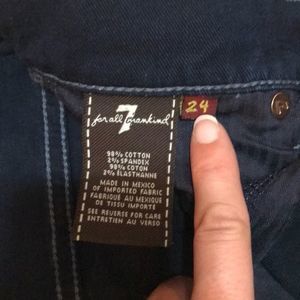 7
for all mankind
24
98% COTTON
2% SPANDEX
98% COTON
2% ELASTHANNE
MADE IN MEXICO
OF IMPORTED FABRIC
FABRIQUÉ AU MEXIQUE
DE TISSU IMPORTÉ
SEE REVERSE FOR CARE
ENTRETIEN AU VERSO